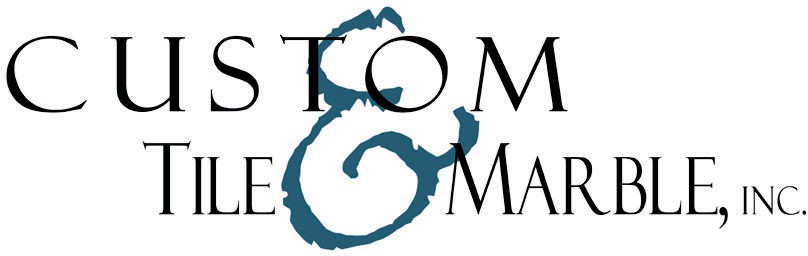 CUSTOM
TILE & MARBLE, INC.